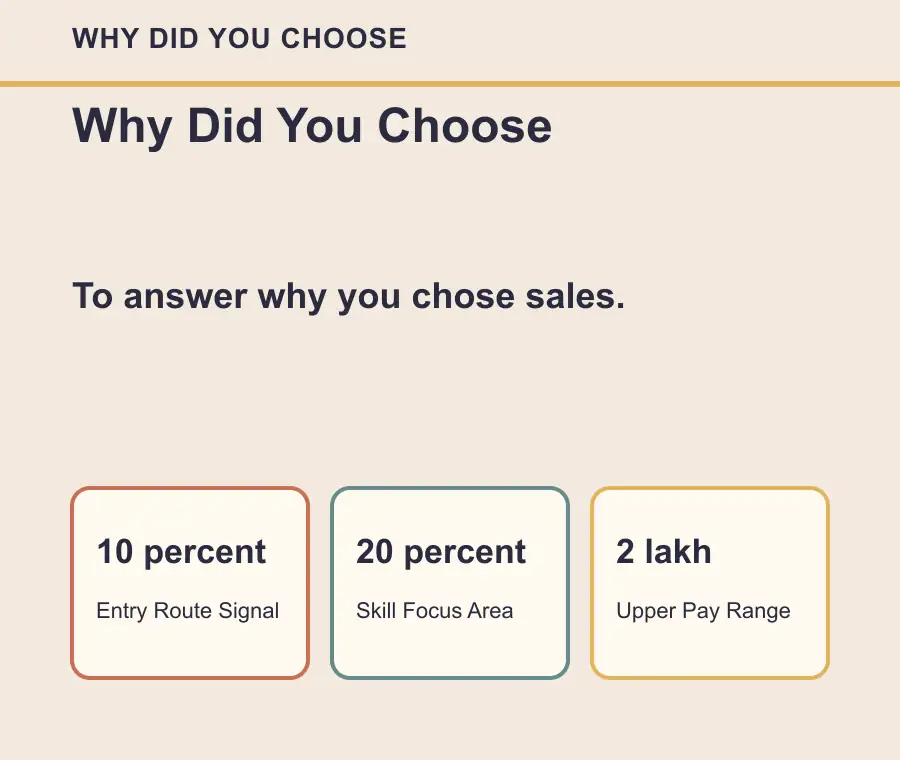 WHY DID YOU CHOOSE
Why Did You Choose
To answer why you chose sales.
10 percent
Entry Route Signal
20 percent
Skill Focus Area
2 lakh
Upper Pay Range